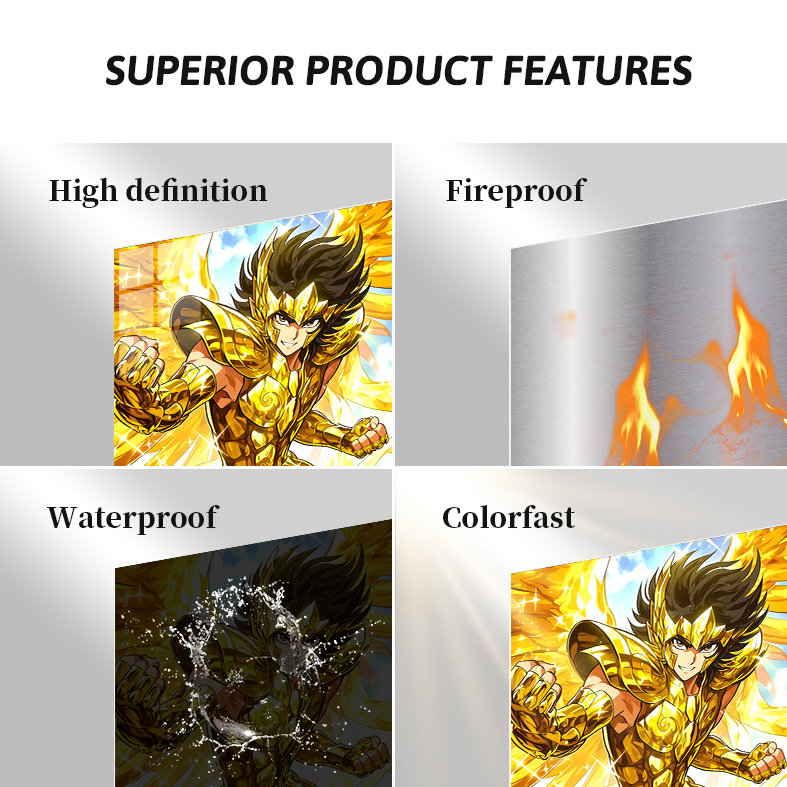 SUPERIOR PRODUCT FEATURES
High definition
Fireproof
Waterproof
Colorfast